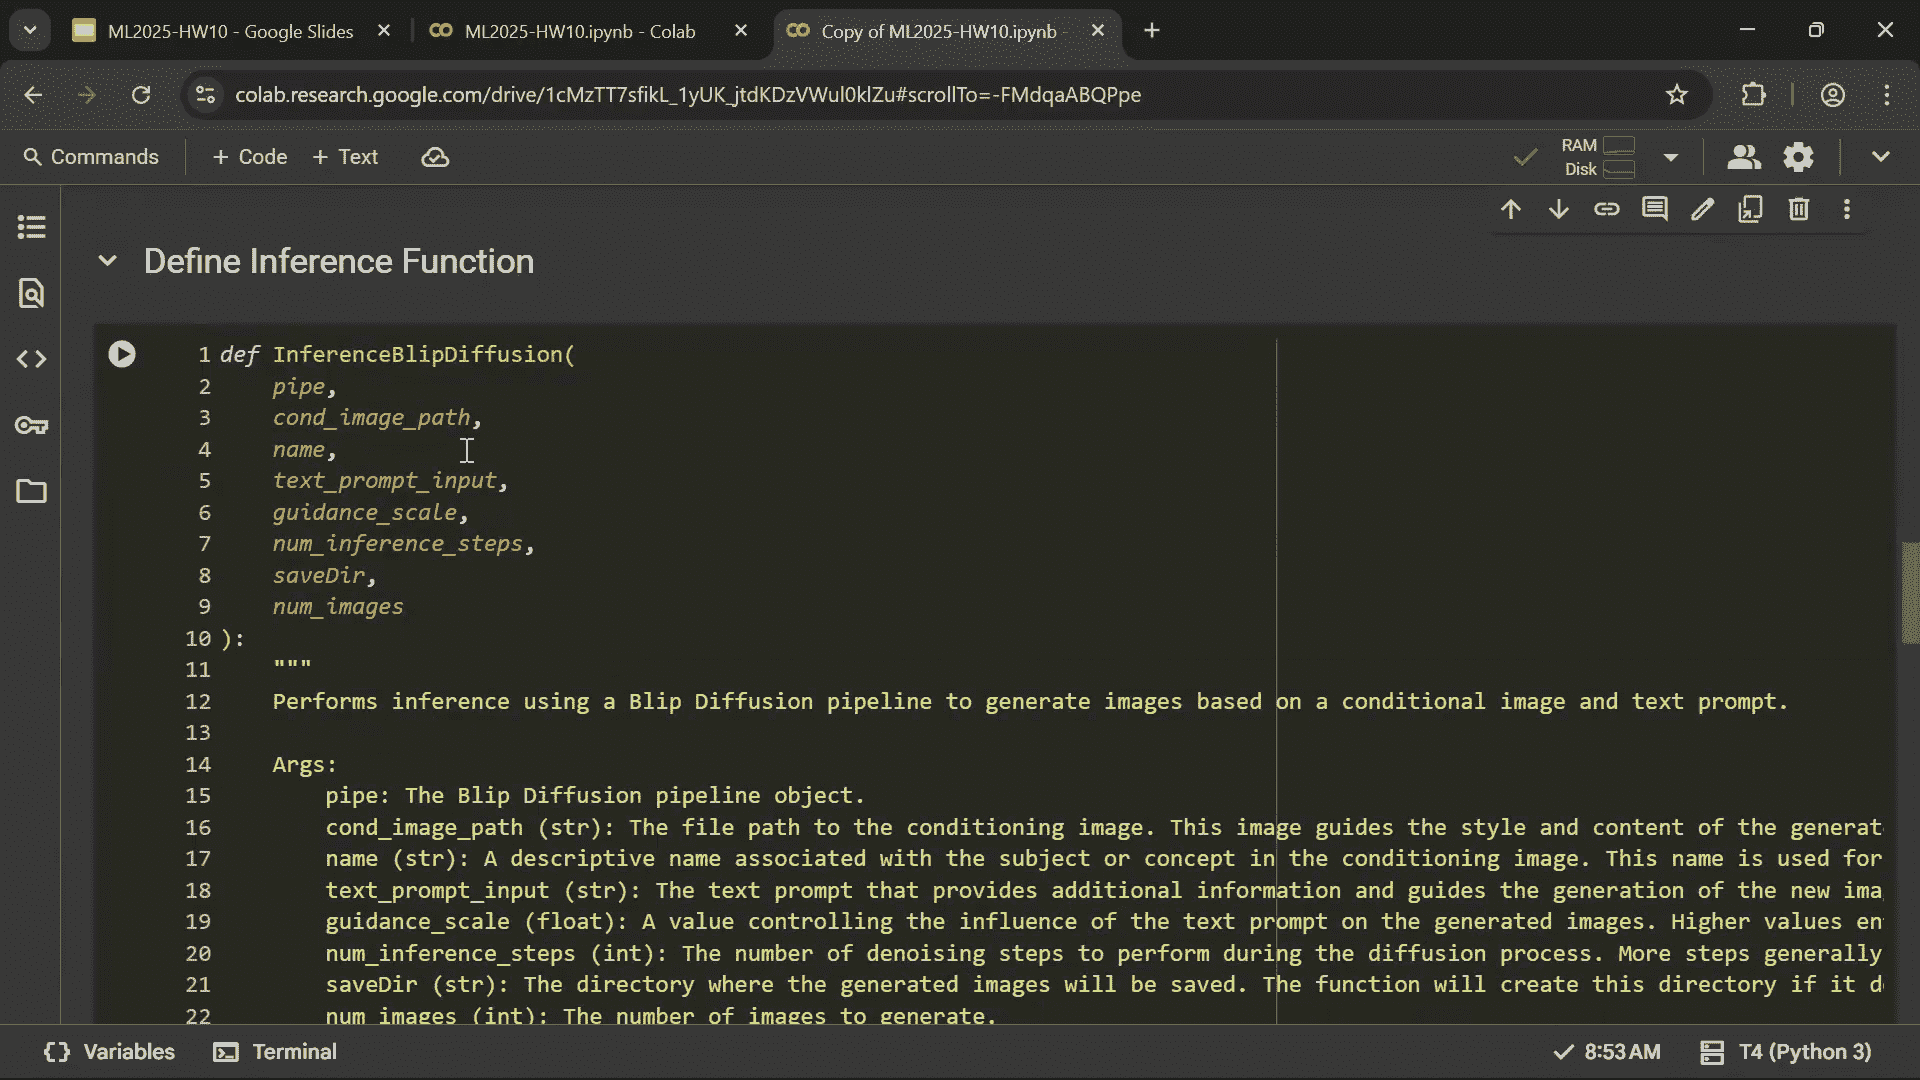 ML2025-HW10 - Google Slides
ML2025-HW10.ipynb - Colab
Copy of ML2025-HW10.ipynb -
colab.research.google.com/drive/1cMzTT7sfikL_1yUK_jtdKDzVWul0klZu#scrollTo=-FMdqaABQPpe
Commands
+ Code
+ Text
RAM
Disk
Define Inference Function
1 def InferenceBlipDiffusion(
2 pipe,
3 cond_image_path,
4 name,
5 text_prompt_input,
6 guidance_scale,
7 num_inference_steps,
8 saveDir,
9 num_images
10 ):
11 """
12 Performs inference using a Blip Diffusion pipeline to generate images based on a conditional image and text prompt.
13
14 Args:
15 pipe: The Blip Diffusion pipeline object.
16 cond_image_path (str): The file path to the conditioning image. This image guides the style and content of the generat
17 name (str): A descriptive name associated with the subject or concept in the conditioning image. This name is used for
18 text_prompt_input (str): The text prompt that provides additional information and guides the generation of the new ima
19 guidance_scale (float): A value controlling the influence of the text prompt on the generated images. Higher values en
20 num_inference_steps (int): The number of denoising steps to perform during the diffusion process. More steps generally
21 saveDir (str): The directory where the generated images will be saved. The function will create this directory if it d
22 num_images (int): The number of images to generate.
Variables
Terminal
8:53 AM
T4 (Python 3)